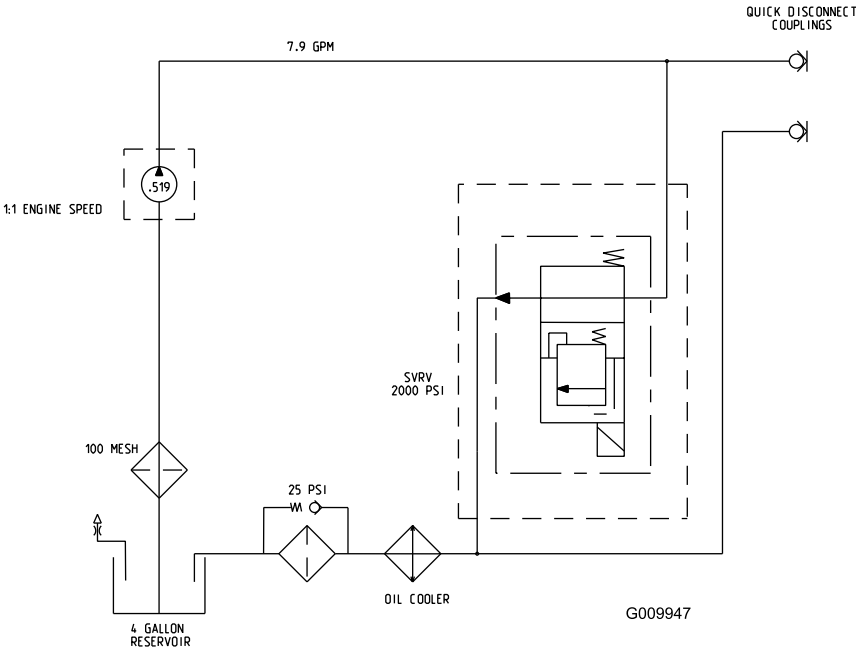 QUICK DISCONNECT
COUPLINGS
7.9 GPM
.519
1:1 ENGINE SPEED
SVRV
2000 PSI
100 MESH
25 PSI
OIL COOLER
G009947
4 GALLON
RESERVOIR